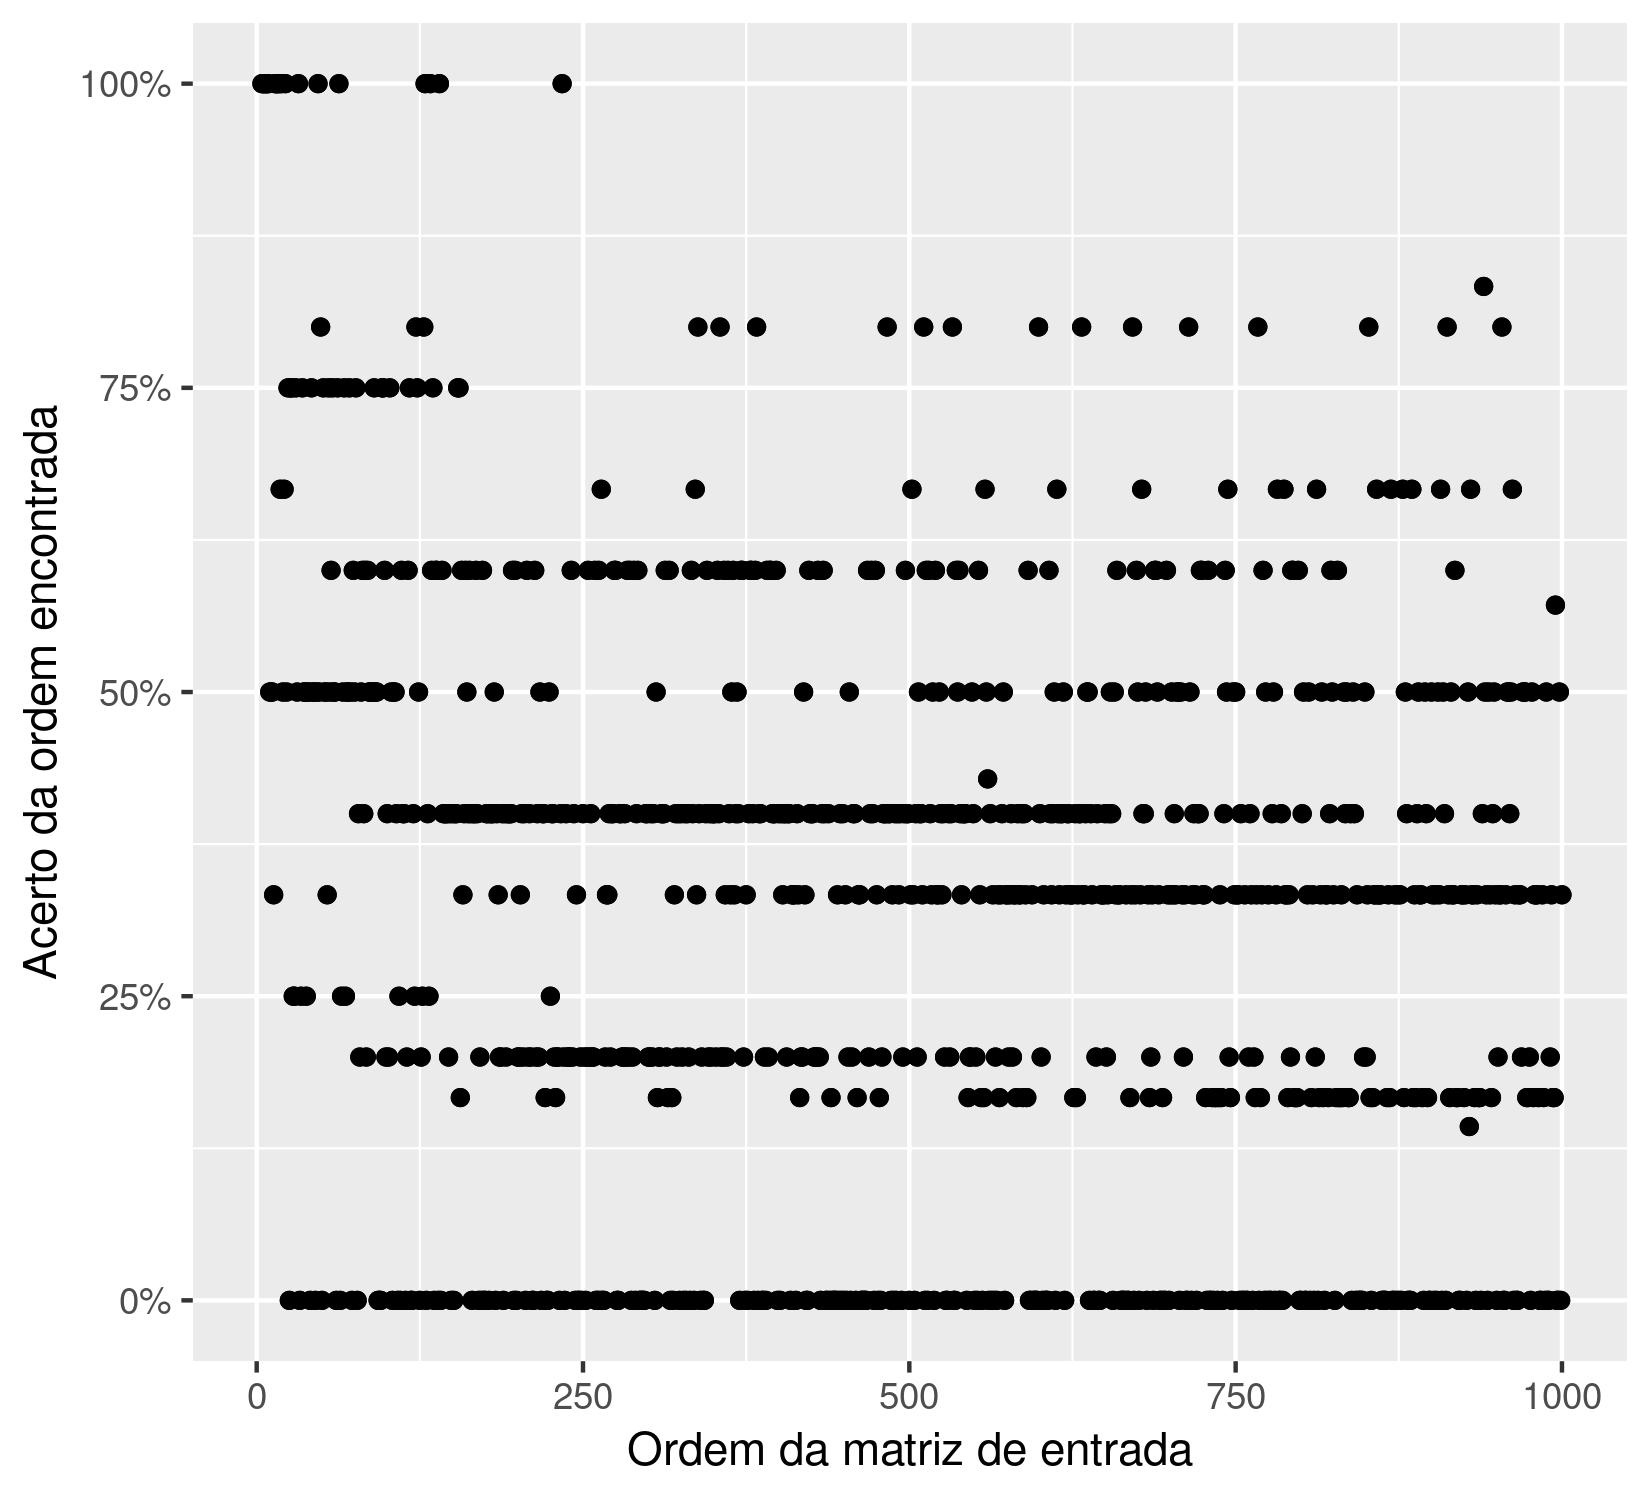 Acerto da ordem encontrada
100%
75%
50%
25%
0%
0 250 500 750 1000
Ordem da matriz de entrada